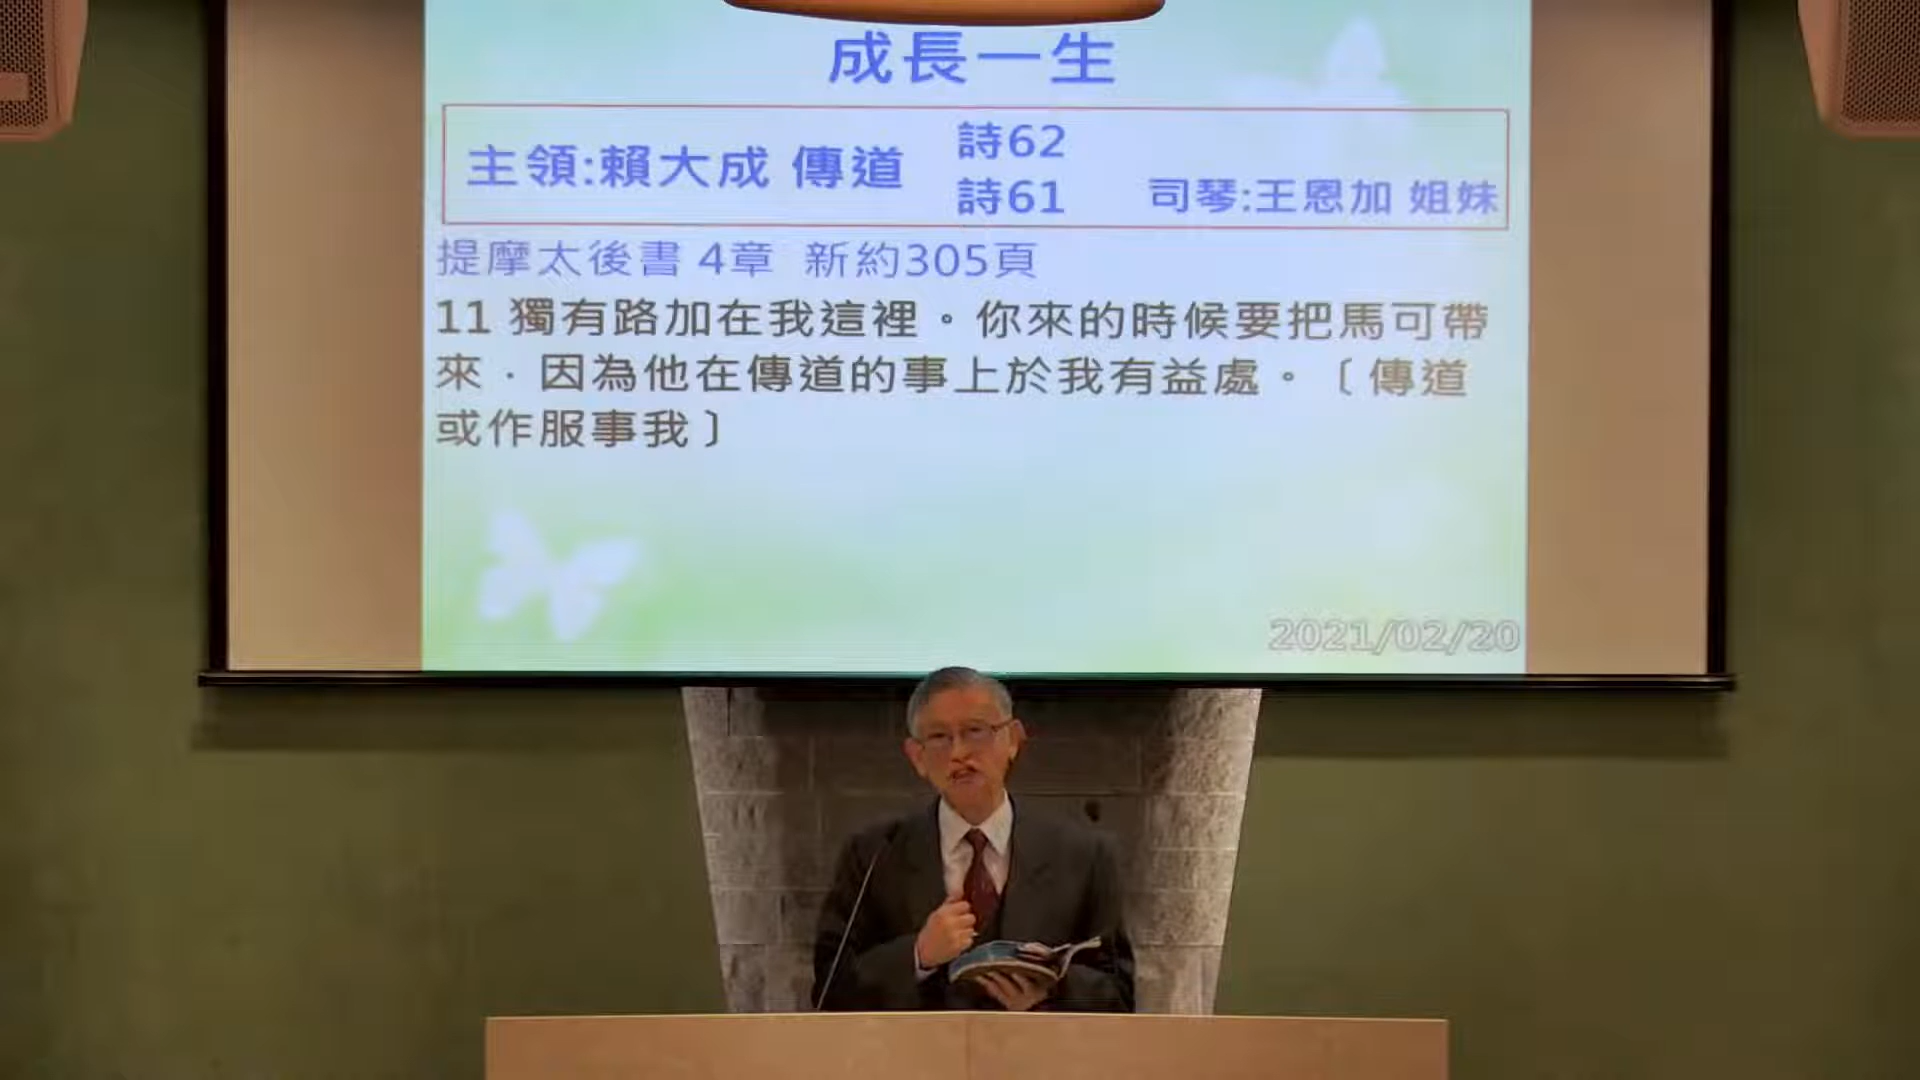 成長一生
主領:賴大成 傳道
詩62
詩61
司琴:王恩加 姐妹
提摩太後書 4章 新約305頁
11 獨有路加在我這裡。你來的時候要把馬可帶
來．因為他在傳道的事上於我有益處。〔傳道
或作服事我〕
2021/02/20